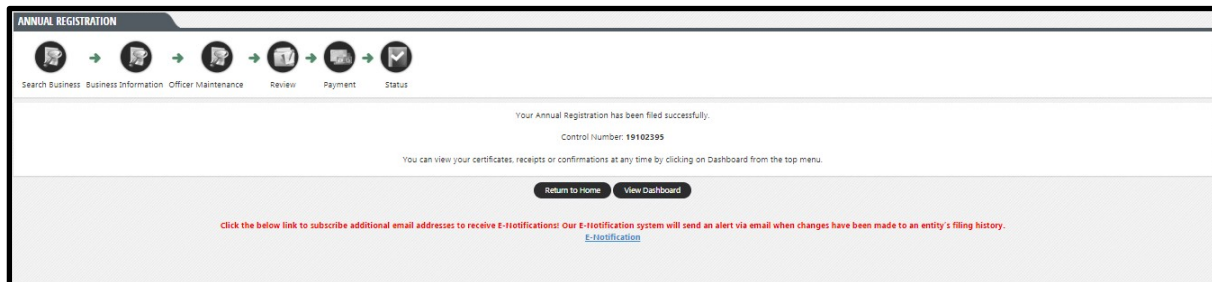 ANNUAL REGISTRATION
Search Business Business Information Officer Maintenance Review Payment Status
Your Annual Registration has been filed successfully.
Control Number: 19102395
You can view your certificates, receipts or confirmations at any time by clicking on Dashboard from the top menu.
Return to Home View Dashboard
Click the below link to subscribe additional email addresses to receive E-Notifications! Our E-Notification system will send an alert via email when changes have been made to an entity's filing history.
E-Notification